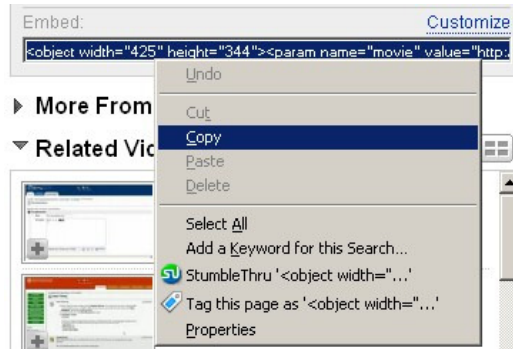 Embed:
Customize
<object width="425" height="344"><param name="movie" value="http:
More From
Related Vid
Undo
Cut
Copy
Paste
Delete
Select All
Add a Keyword for this Search...
StumbleThru '<object width="...'
Tag this page as '<object width="...'
Properties